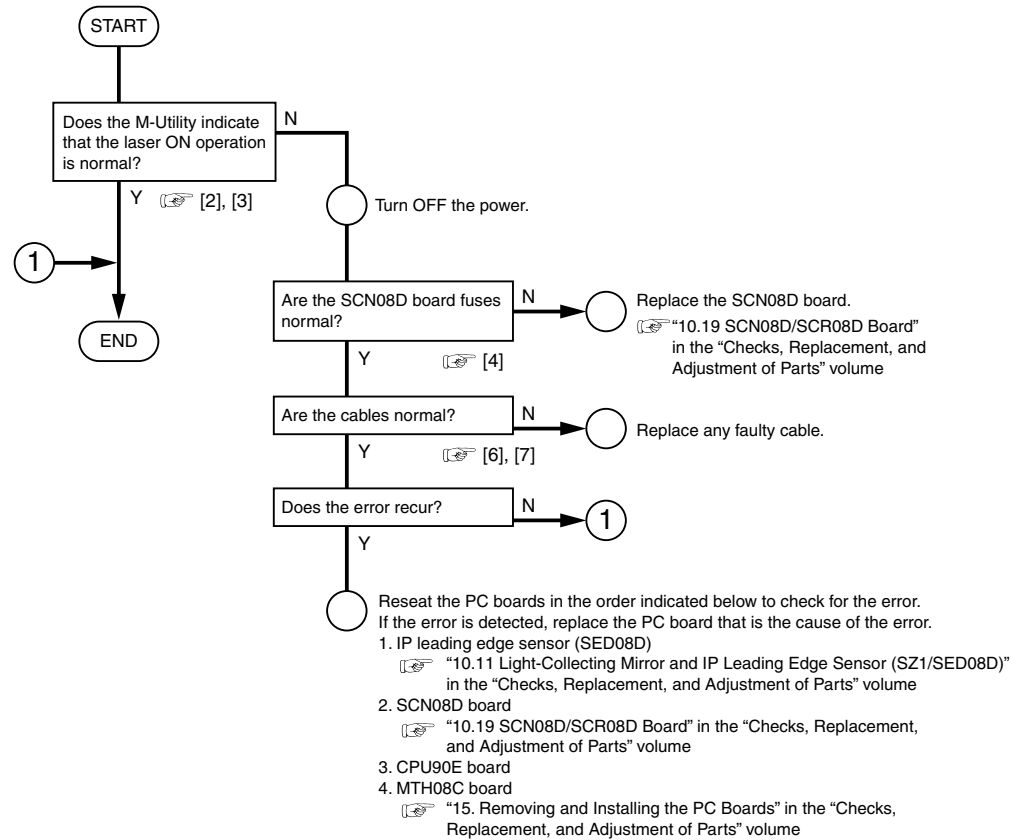 START
Does the M-Utility indicate
that the laser ON operation
is normal?
N
Y [2], [3]
Turn OFF the power.
1
END
Are the SCN08D board fuses
normal?
N
Replace the SCN08D board.
“10.19 SCN08D/SCR08D Board”
in the “Checks, Replacement, and
Adjustment of Parts” volume
Y [4]
Are the cables normal?
N
Replace any faulty cable.
Y [6], [7]
Does the error recur?
N
1
Y
Reseat the PC boards in the order indicated below to check for the error.
If the error is detected, replace the PC board that is the cause of the error.
1. IP leading edge sensor (SED08D)
“10.11 Light-Collecting Mirror and IP Leading Edge Sensor (SZ1/SED08D)”
in the “Checks, Replacement, and Adjustment of Parts” volume
2. SCN08D board
“10.19 SCN08D/SCR08D Board” in the “Checks, Replacement,
and Adjustment of Parts” volume
3. CPU90E board
4. MTH08C board
“15. Removing and Installing the PC Boards” in the “Checks,
Replacement, and Adjustment of Parts” volume